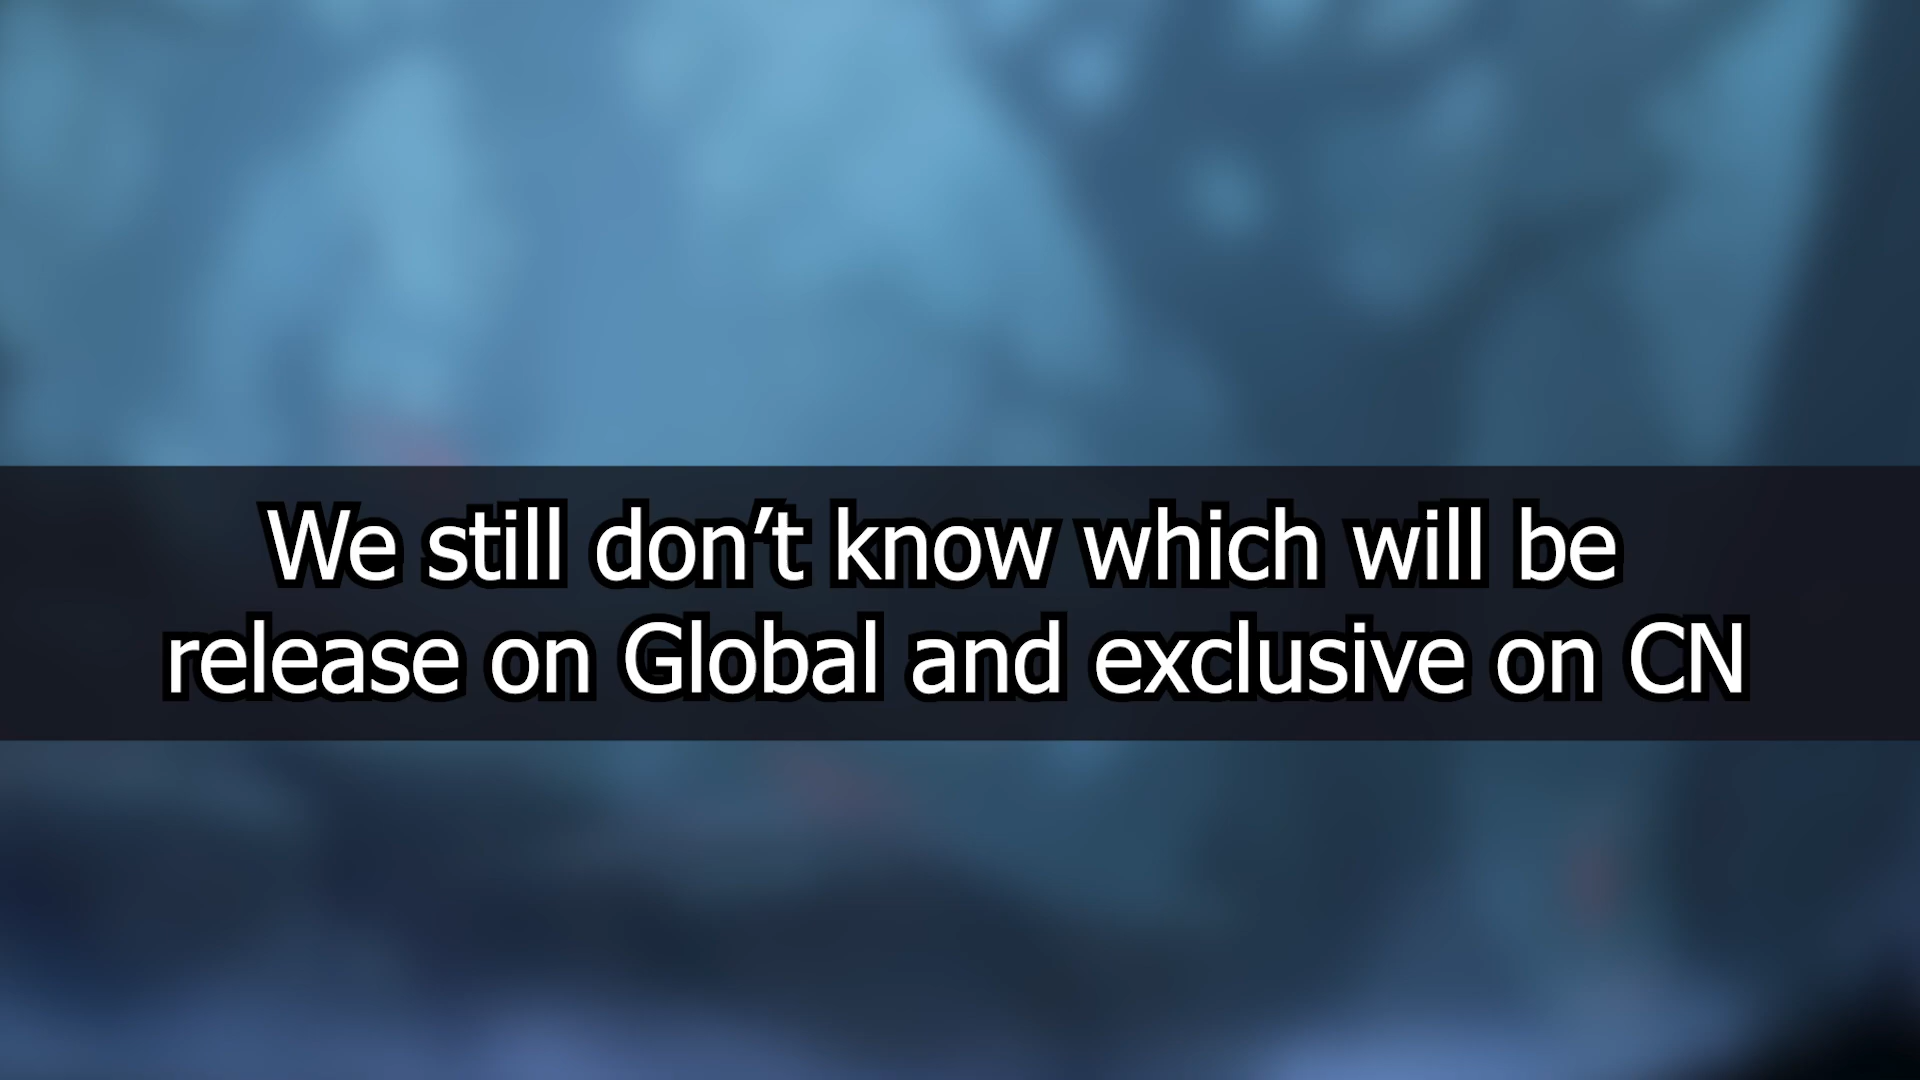 We still don’t know which will be
release on Global and exclusive on CN